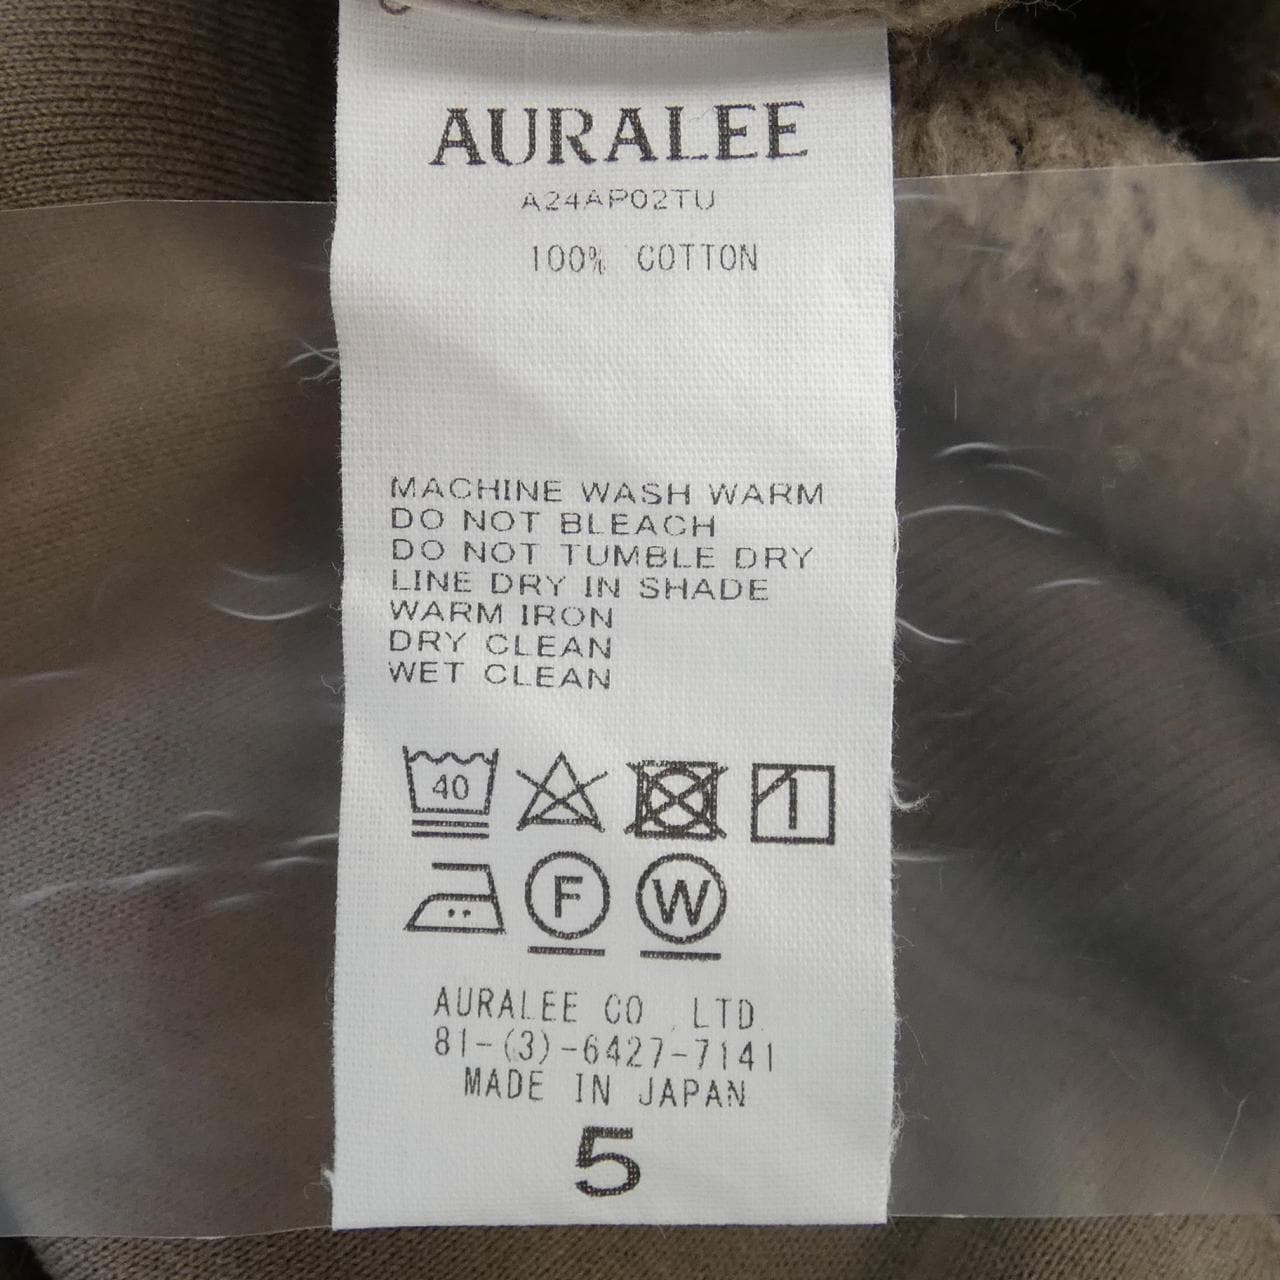 AURALEE
A24AP02TU
100% COTTON
MACHINE WASH WARM
DO NOT BLEACH
DO NOT TUMBLE DRY
LINE DRY IN SHADE
WARM IRON
DRY CLEAN
WET CLEAN
40
F W
AURALEE CO.,LTD.
81-(3)-6427-7141
MADE IN JAPAN
5